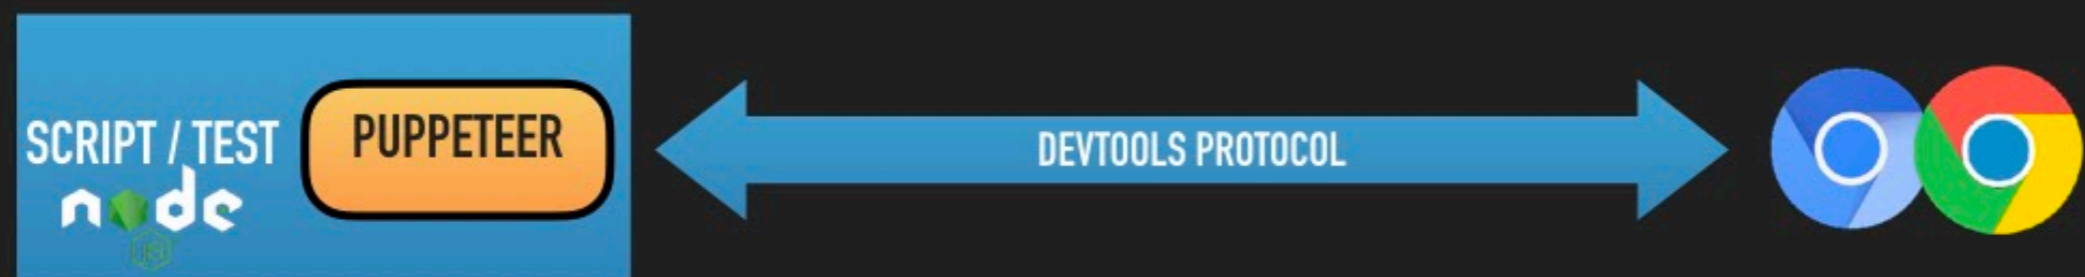 SCRIPT / TEST
PUPPETEER
DEVTOOLS PROTOCOL
node
JS